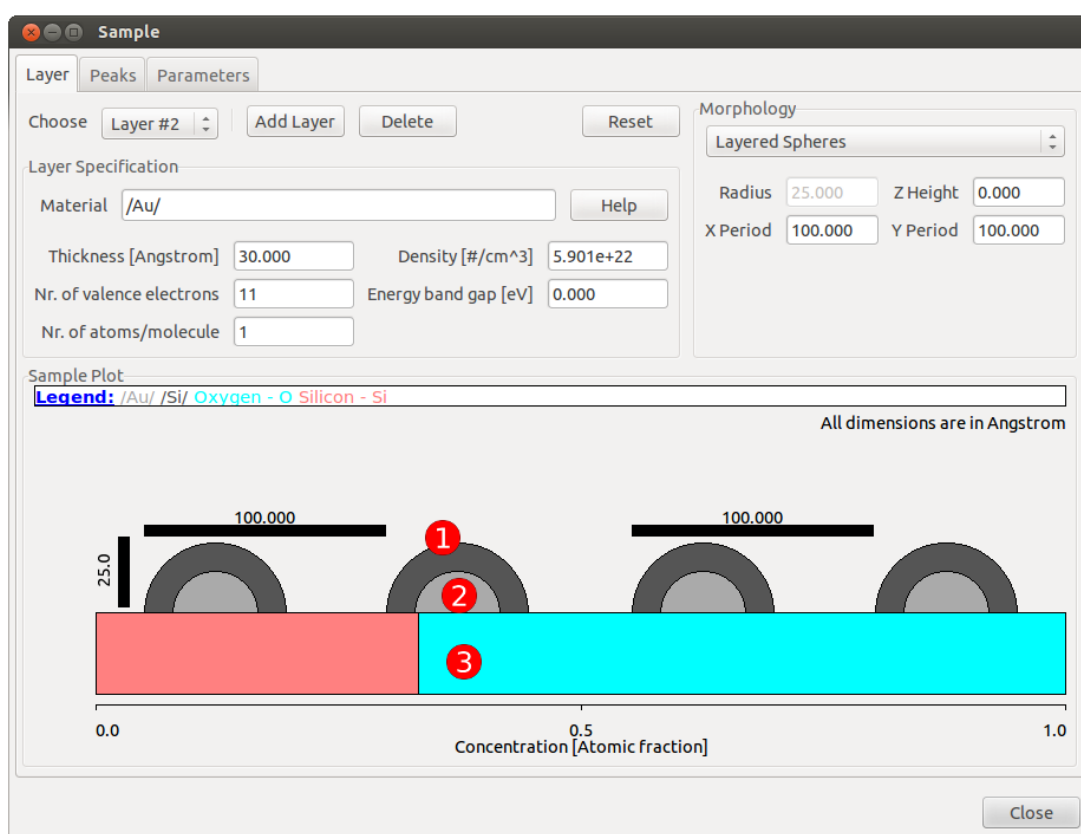 Sample
Layer Peaks Parameters
Choose Layer #2 Add Layer Delete Reset
Morphology
Layered Spheres
Radius 25.000 Z Height 0.000
X Period 100.000 Y Period 100.000
Layer Specification
Material /Au/ Help
Thickness [Angstrom] 30.000 Density [#/cm^3] 5.901e+22
Nr. of valence electrons 11 Energy band gap [eV] 0.000
Nr. of atoms/molecule 1
Sample Plot
Legend: /Au/ /Si/ Oxygen - O Silicon - Si
All dimensions are in Angstrom
100.000 100.000
25.0
1
2
3
0.0 0.5 1.0
Concentration [Atomic fraction]
Close